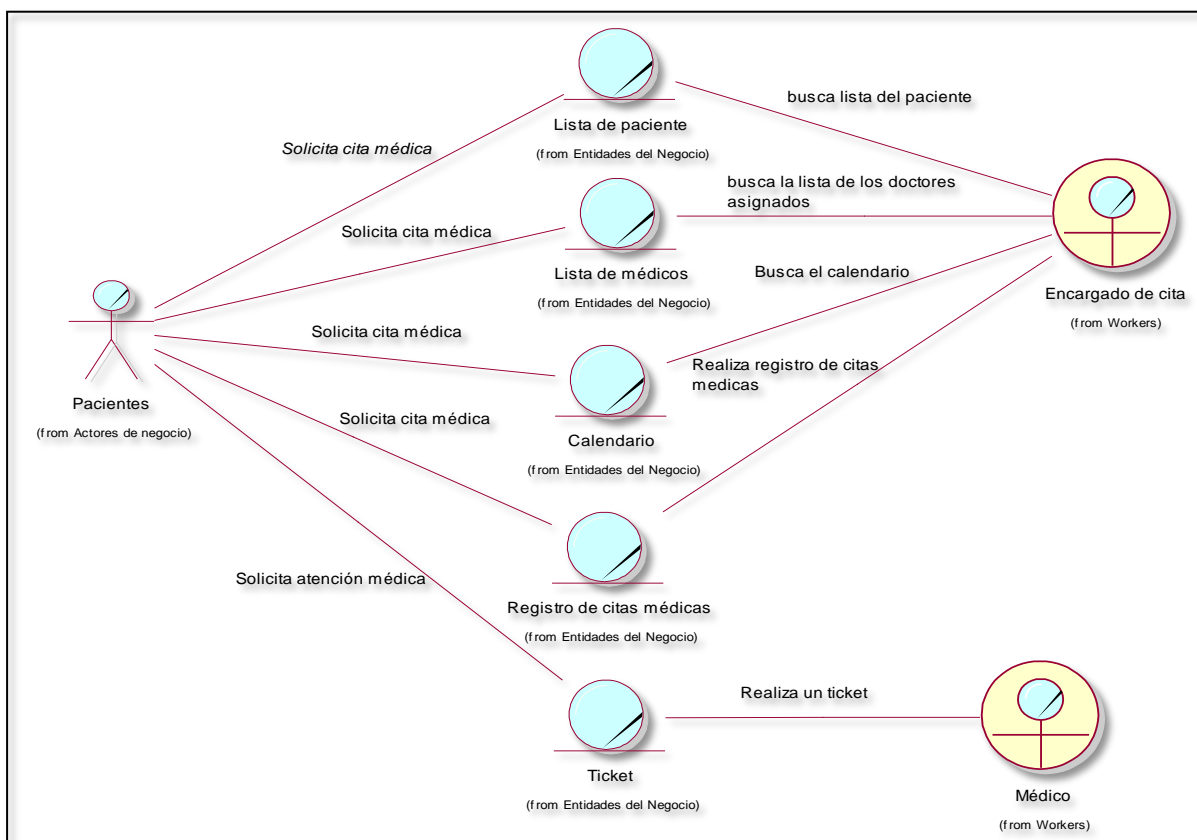 busca lista del paciente
Lista de paciente
(from Entidades del Negocio)
Solicita cita médica
busca la lista de los doctores
asignados
Solicita cita médica
Lista de médicos
(from Entidades del Negocio)
Busca el calendario
Encargado de cita
(from Workers)
Solicita cita médica
Realiza registro de citas
medicas
Pacientes
(from Actores de negocio)
Solicita cita médica
Calendario
(from Entidades del Negocio)
Solicita atención médica
Registro de citas médicas
(from Entidades del Negocio)
Realiza un ticket
Ticket
(from Entidades del Negocio)
Médico
(from Workers)